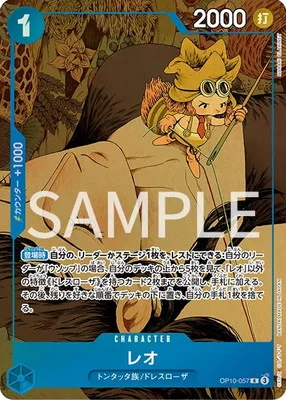 1
2000
打
カウンター +1000
SAMPLE
登場時 自分の、リーダーかステージ1枚を、レストにできる：自分のリー
ダーが「ウソップ」の場合、自分のデッキの上から5枚を見て、「レオ」以外
の特徴《ドレスローザ》を持つカード2枚までを公開し、手札に加え
る。その後、残りを好きな順番でデッキの下に置き、自分の手札1枚を捨
てる。
CHARACTER
レオ
トンタッタ族/ドレスローザ
OP10-057 R 3